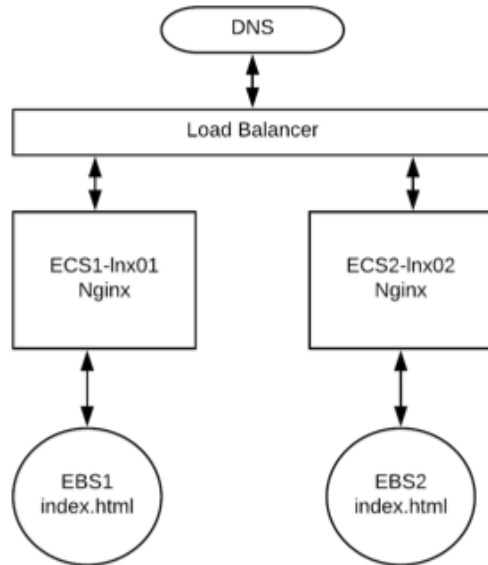 DNS
Load Balancer
ECS1-lnx01
Nginx
ECS2-lnx02
Nginx
EBS1
index.html
EBS2
index.html